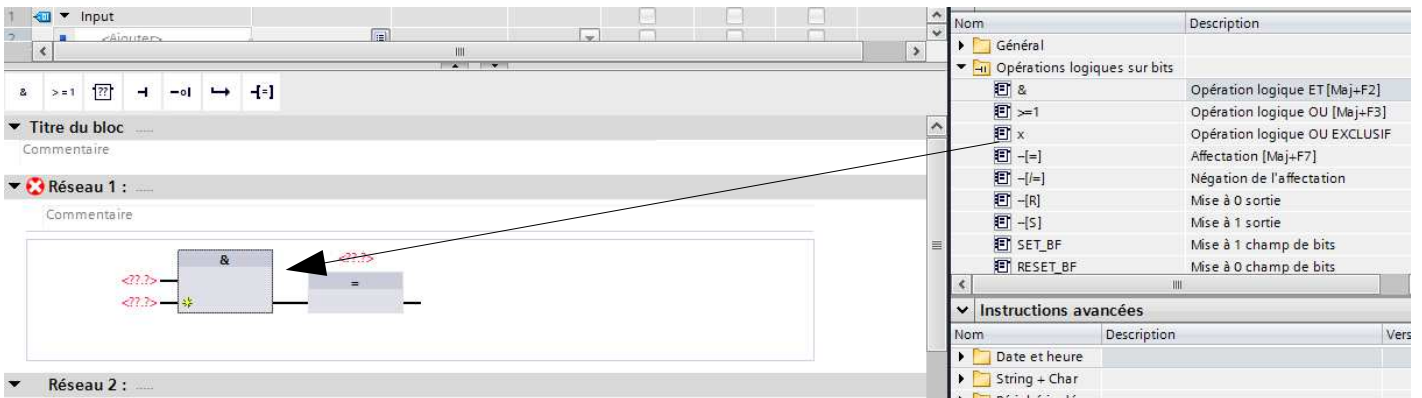 1 Input
2 <Ajouter>
& >=1 ?? -[=]
Titre du bloc ......
Commentaire
Réseau 1 : ......
Commentaire
&
<??.?>
<??.?>
<??.?>
=
Réseau 2 : ......
Nom Description
Général
Opérations logiques sur bits
& Opération logique ET [Maj+F2]
>=1 Opération logique OU [Maj+F3]
x Opération logique OU EXCLUSIF
-[=] Affectation [Maj+F7]
-[/=] Négation de l'affectation
-[R] Mise à 0 sortie
-[S] Mise à 1 sortie
SET_BF Mise à 1 champ de bits
RESET_BF Mise à 0 champ de bits
Instructions avancées
Nom Description Vers
Date et heure
String + Char